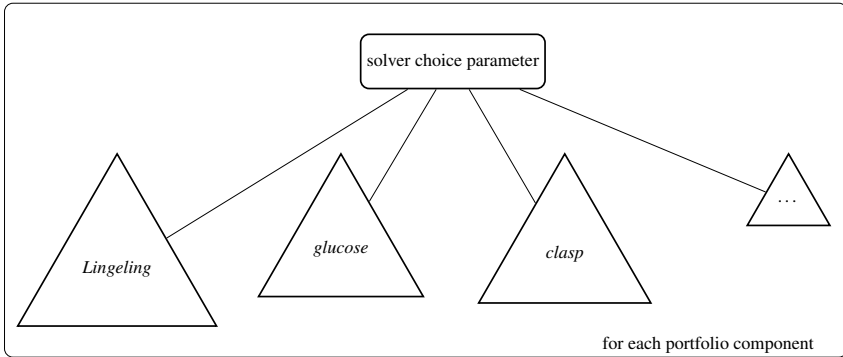 solver choice parameter
Lingeling
glucose
clasp
...
for each portfolio component